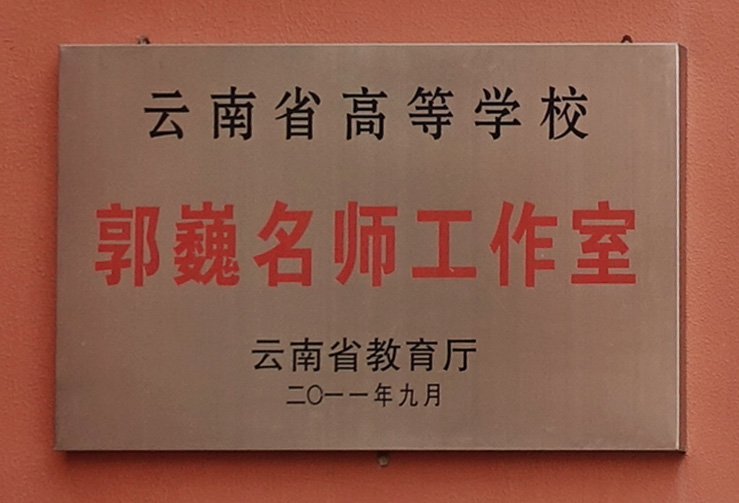 云南省高等学校
郭巍名师工作室
云南省教育厅
二〇一一年九月